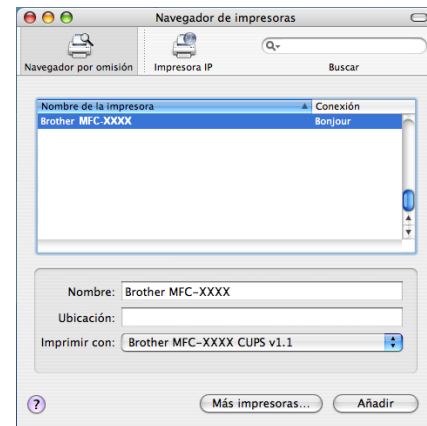 Navegador de impresoras
Navegador por omisión Impresora IP Buscar
Nombre de la impresora Conexión
Brother MFC-XXXX Bonjour
Nombre: Brother MFC-XXXX
Ubicación:
Imprimir con: Brother MFC-XXXX CUPS v1.1
? Más impresoras... Añadir